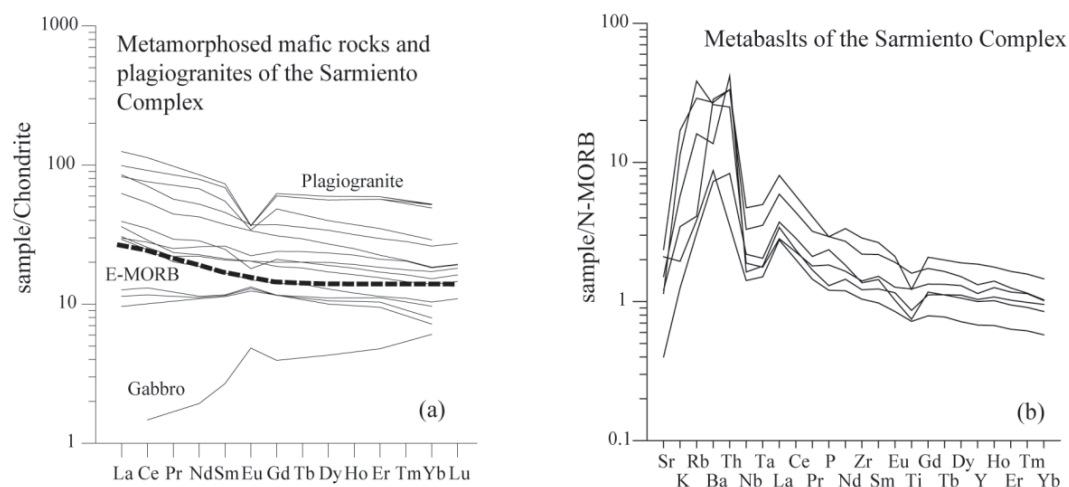 1000
100
10
1
sample/Chondrite
Metamorphosed mafic rocks and
plagiogranites of the Sarmiento
Complex
Plagiogranite
E-MORB
Gabbro
(a)
La Ce Pr Nd Sm Eu Gd Tb Dy Ho Er Tm Yb Lu
100
10
1
0.1
sample/N-MORB
Metabaslts of the Sarmiento Complex
(b)
Sr Rb Th Ta Ce P Zr Eu Gd Dy Ho Tm
K Ba Nb La Pr Nd Sm Ti Tb Y Er Yb